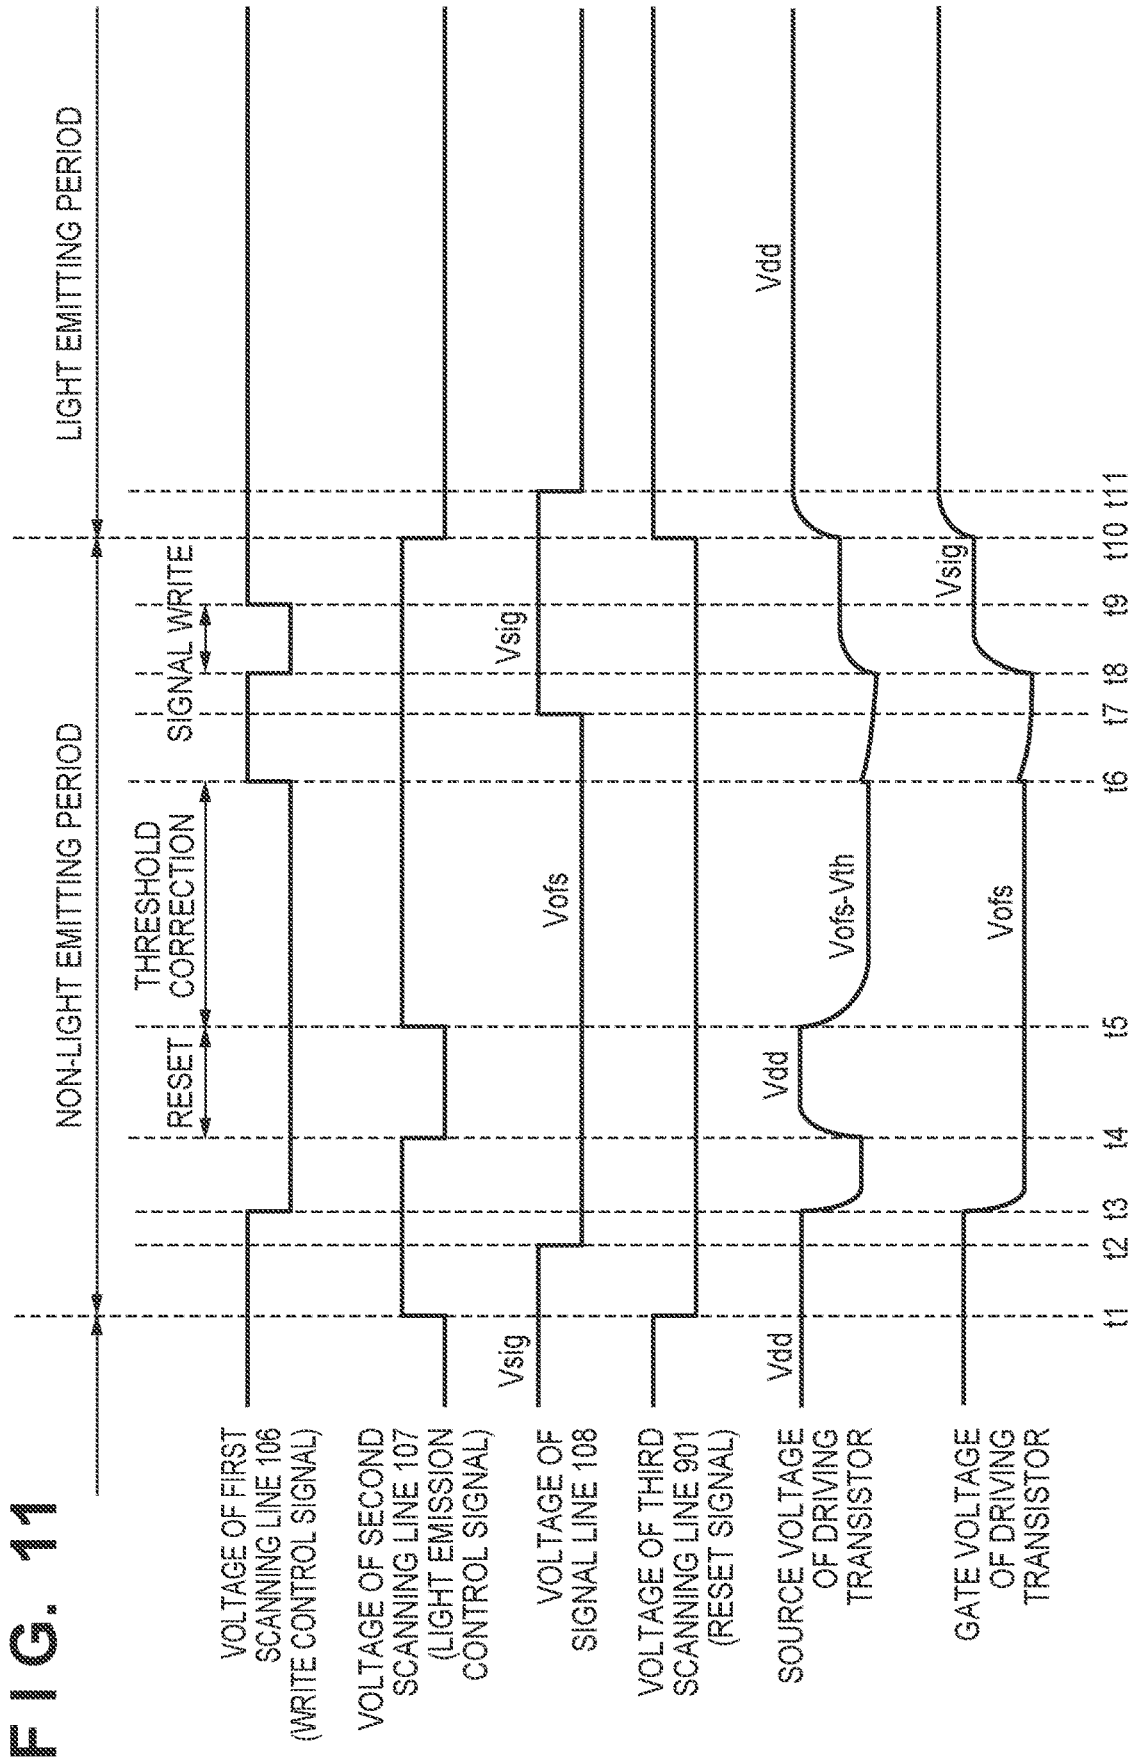 FIG. 11
NON-LIGHT EMITTING PERIOD
LIGHT EMITTING PERIOD
RESET
THRESHOLD
CORRECTION
SIGNAL WRITE
VOLTAGE OF FIRST
SCANNING LINE 106
(WRITE CONTROL SIGNAL)
VOLTAGE OF SECOND
SCANNING LINE 107
(LIGHT EMISSION
CONTROL SIGNAL)
VOLTAGE OF
SIGNAL LINE 108
Vsig
Vofs
Vsig
VOLTAGE OF THIRD
SCANNING LINE 901
(RESET SIGNAL)
SOURCE VOLTAGE
OF DRIVING
TRANSISTOR
Vdd
Vdd
Vofs-Vth
Vdd
GATE VOLTAGE
OF DRIVING
TRANSISTOR
Vofs
Vsig
t1 t2 t3 t4 t5 t6 t7 t8 t9 t10 t11